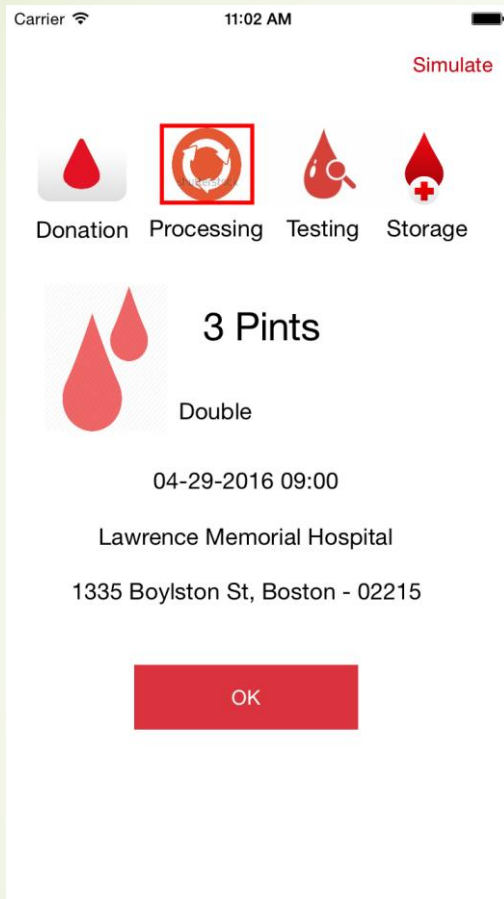 Carrier 11:02 AM
Simulate
Donation Processing Testing Storage
3 Pints
Double
04-29-2016 09:00
Lawrence Memorial Hospital
1335 Boylston St, Boston - 02215
OK